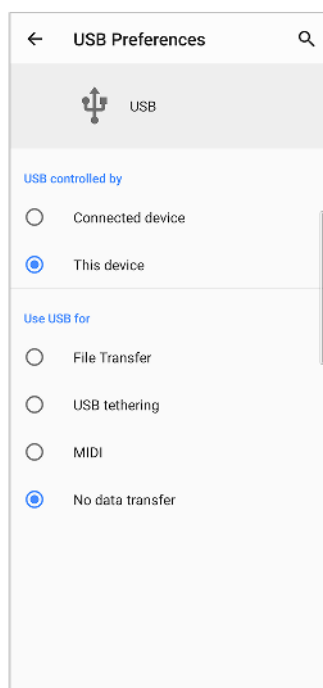 USB Preferences
USB
USB controlled by
Connected device
This device
Use USB for
File Transfer
USB tethering
MIDI
No data transfer